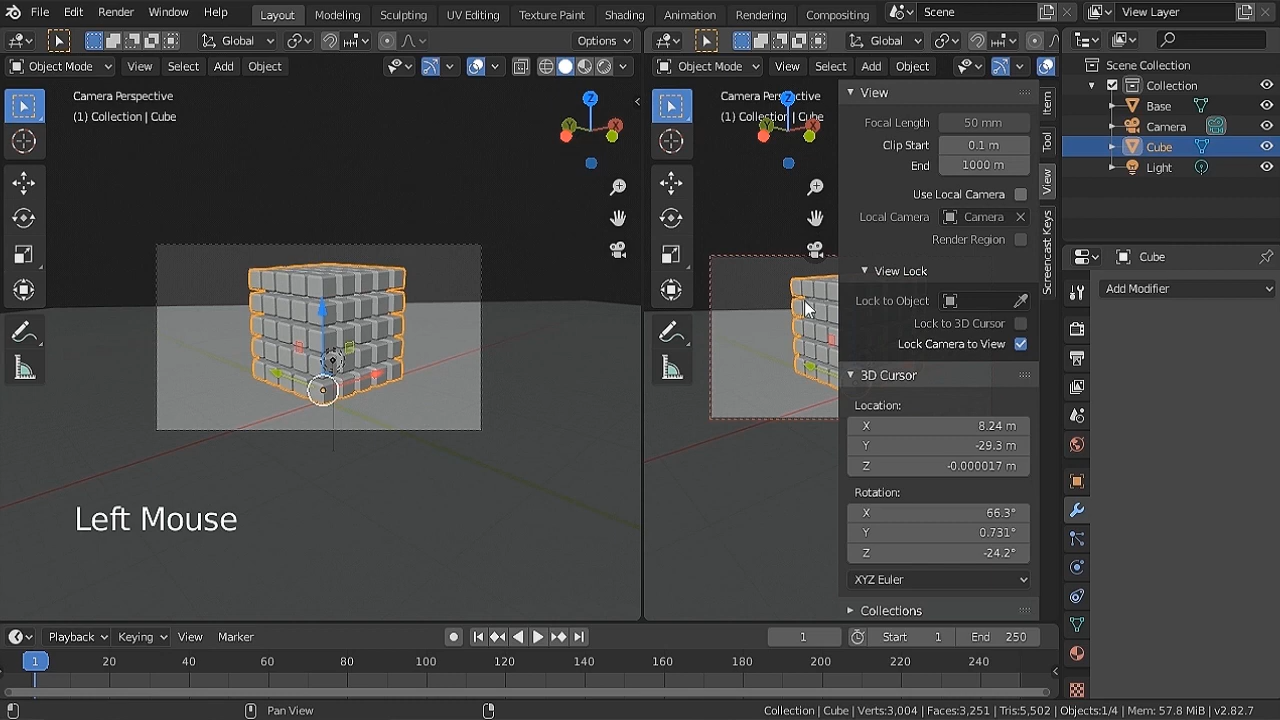 File Edit Render Window Help Layout Modeling Sculpting UV Editing Texture Paint Shading Animation Rendering Compositing Scene View Layer
Global Options Global
Object Mode View Select Add Object Object Mode View Select Add Object
Scene Collection
Collection
Base
Camera
Cube
Light
Camera Perspective
(1) Collection | Cube
Z
Y
X
Camera Perspective
(1) Collection | Cube
Z
View
Focal Length 50 mm
Clip Start 0.1 m
End 1000 m
Use Local Camera
Local Camera Camera
Render Region
View Lock
Lock to Object
Lock to 3D Cursor
Lock Camera to View
3D Cursor
Location:
X 8.24 m
Y -29.3 m
Z -0.000017 m
Rotation:
X 66.3°
Y 0.731°
Z -24.2°
XYZ Euler
Collections
Item
Tool
View
Screencast Keys
Cube
Add Modifier
Left Mouse
Playback Keying View Marker 1 Start 1 End 250
1 20 40 60 80 100 120 140 160 180 200 220 240
Pan View Collection | Cube | Verts:3,004 | Faces:3,251 | Tris:5,502 | Objects:1/4 | Mem: 57.8 MiB | v2.82.7